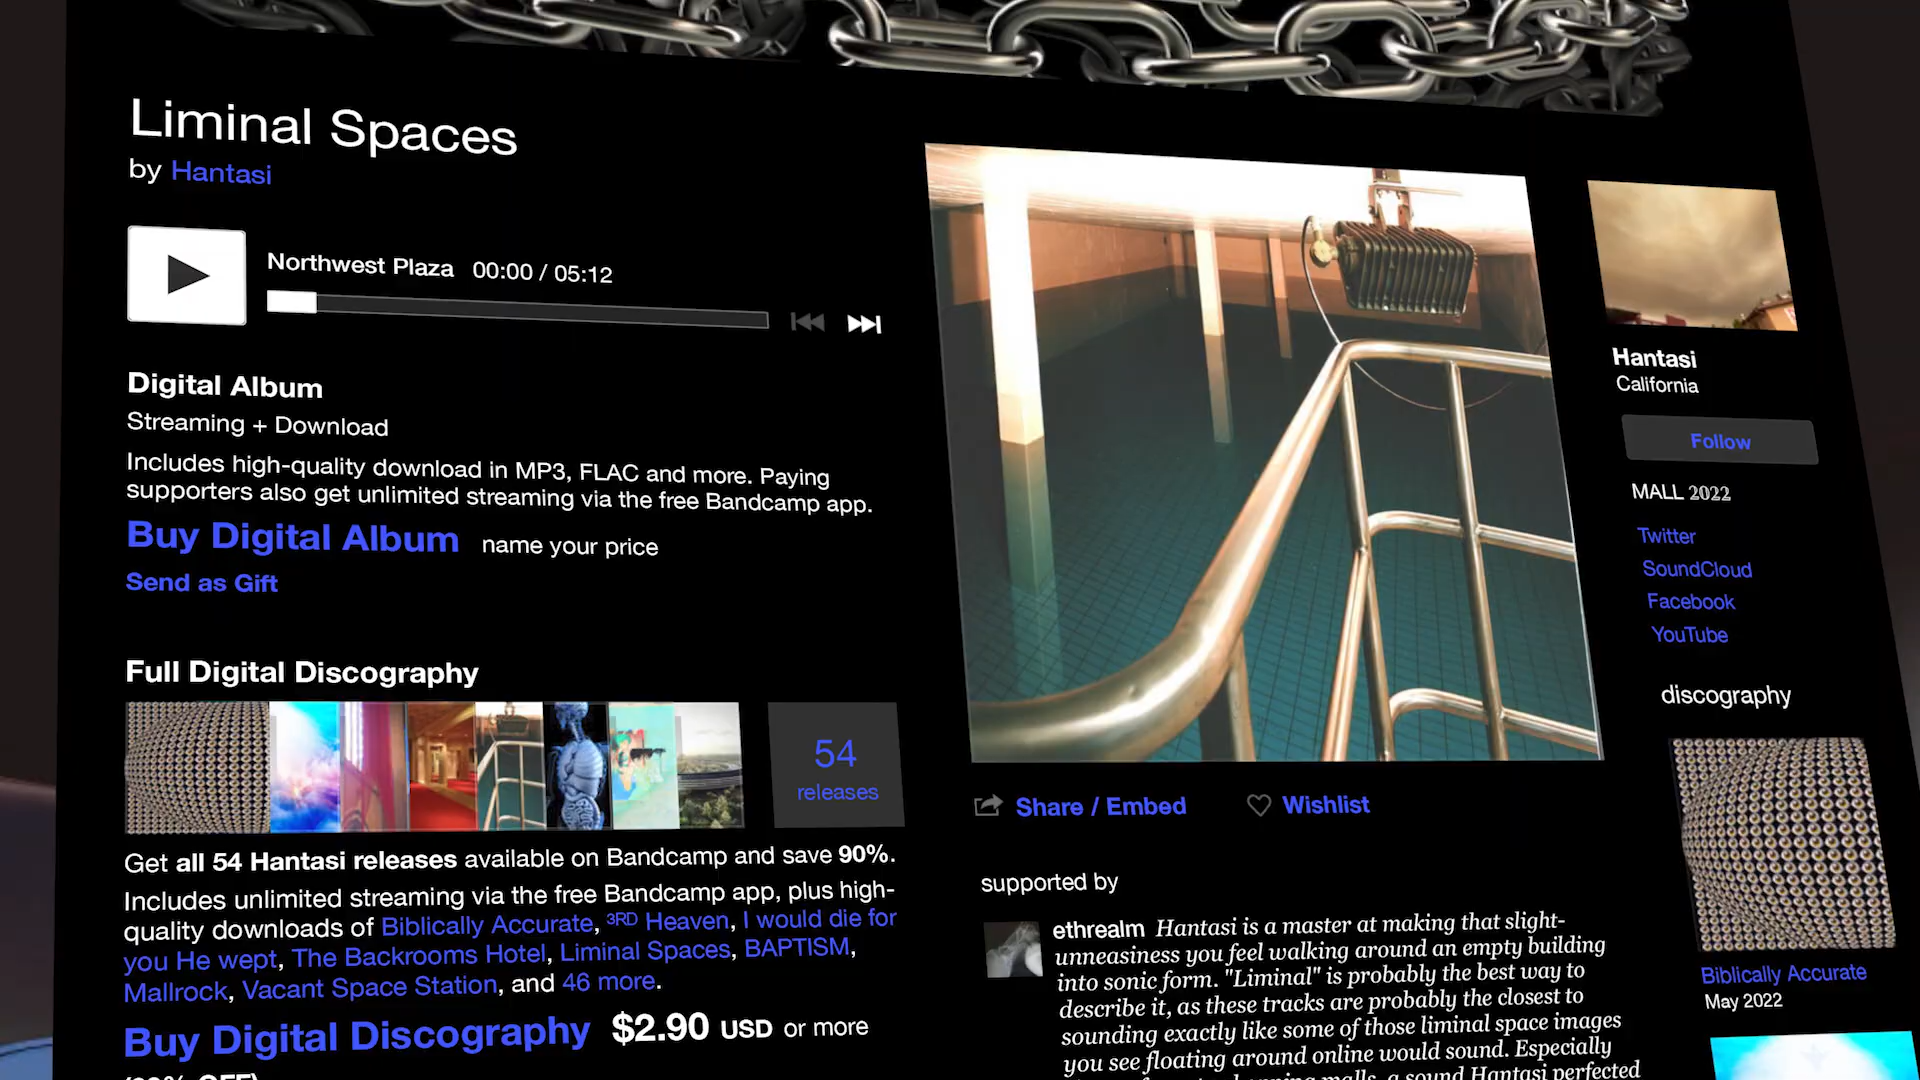 Liminal Spaces
by Hantasi
Northwest Plaza 00:00 / 05:12
Digital Album
Streaming + Download
Includes high-quality download in MP3, FLAC and more. Paying
supporters also get unlimited streaming via the free Bandcamp app.
Buy Digital Album name your price
Send as Gift
Full Digital Discography
54
releases
Get all 54 Hantasi releases available on Bandcamp and save 90%.
Includes unlimited streaming via the free Bandcamp app, plus high-
quality downloads of Biblically Accurate, ³ᴿᴰ Heaven, I would die for
you He wept, The Backrooms Hotel, Liminal Spaces, BAPTISM,
Mallrock, Vacant Space Station, and 46 more.
Buy Digital Discography $2.90 USD or more
Share / Embed
Wishlist
supported by
ethrealm Hantasi is a master at making that slight-
unneasiness you feel walking around an empty building
into sonic form. "Liminal" is probably the best way to
describe it, as these tracks are probably the closest to
sounding exactly like some of those liminal space images
you see floating around online would sound. Especially
malls, a sound Hantasi perfected
Hantasi
California
Follow
MALL 2022
Twitter
SoundCloud
Facebook
YouTube
discography
Biblically Accurate
May 2022